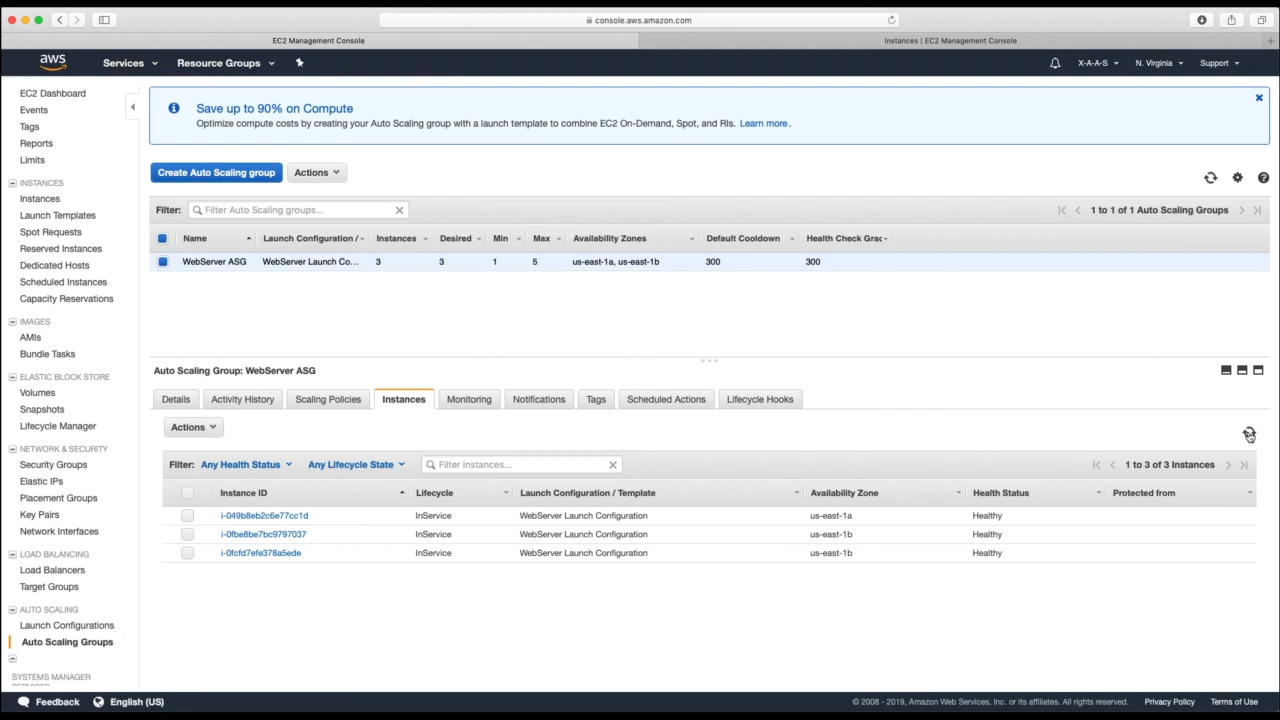 console.aws.amazon.com
EC2 Management Console
Instances | EC2 Management Console
aws Services Resource Groups X-A-A-S N. Virginia Support
EC2 Dashboard
Events
Tags
Reports
Limits
INSTANCES
Instances
Launch Templates
Spot Requests
Reserved Instances
Dedicated Hosts
Scheduled Instances
Capacity Reservations
IMAGES
AMIs
Bundle Tasks
ELASTIC BLOCK STORE
Volumes
Snapshots
Lifecycle Manager
NETWORK & SECURITY
Security Groups
Elastic IPs
Placement Groups
Key Pairs
Network Interfaces
LOAD BALANCING
Load Balancers
Target Groups
AUTO SCALING
Launch Configurations
Auto Scaling Groups
SYSTEMS MANAGER
Save up to 90% on Compute
Optimize compute costs by creating your Auto Scaling group with a launch template to combine EC2 On-Demand, Spot, and RIs. Learn more.
Create Auto Scaling group Actions
Filter: Filter Auto Scaling groups... 1 to 1 of 1 Auto Scaling Groups
Name Launch Configuration / Instances Desired Min Max Availability Zones Default Cooldown Health Check Grac
WebServer ASG WebServer Launch Co... 3 3 1 5 us-east-1a, us-east-1b 300 300
Auto Scaling Group: WebServer ASG
Details Activity History Scaling Policies Instances Monitoring Notifications Tags Scheduled Actions Lifecycle Hooks
Actions
Filter: Any Health Status Any Lifecycle State Filter instances... 1 to 3 of 3 Instances
Instance ID Lifecycle Launch Configuration / Template Availability Zone Health Status Protected from
i-049b8eb2c6e77cc1d InService WebServer Launch Configuration us-east-1a Healthy
i-0fbe8be7bc9797037 InService WebServer Launch Configuration us-east-1b Healthy
i-0fcfd7efe378a5ede InService WebServer Launch Configuration us-east-1b Healthy
Feedback English (US) © 2008 - 2019, Amazon Web Services, Inc. or its affiliates. All rights reserved. Privacy Policy Terms of Use